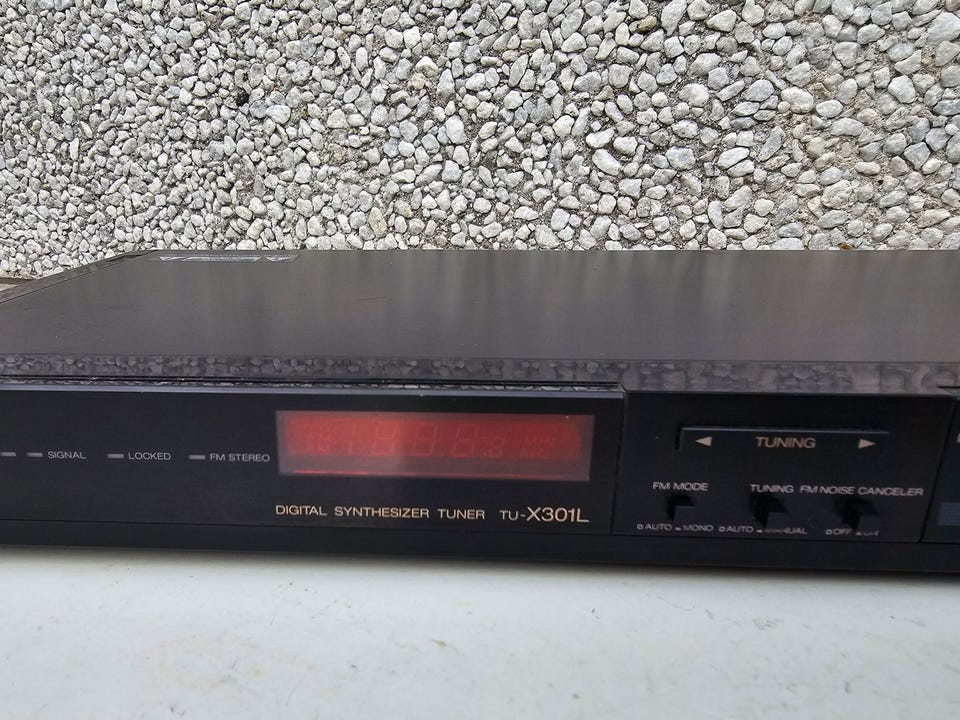 SIGNAL LOCKED FM STEREO
DIGITAL SYNTHESIZER TUNER TU-X301L
◄ TUNING ►
FM MODE TUNING FM NOISE CANCELER
AUTO MONO AUTO MANUAL OFF